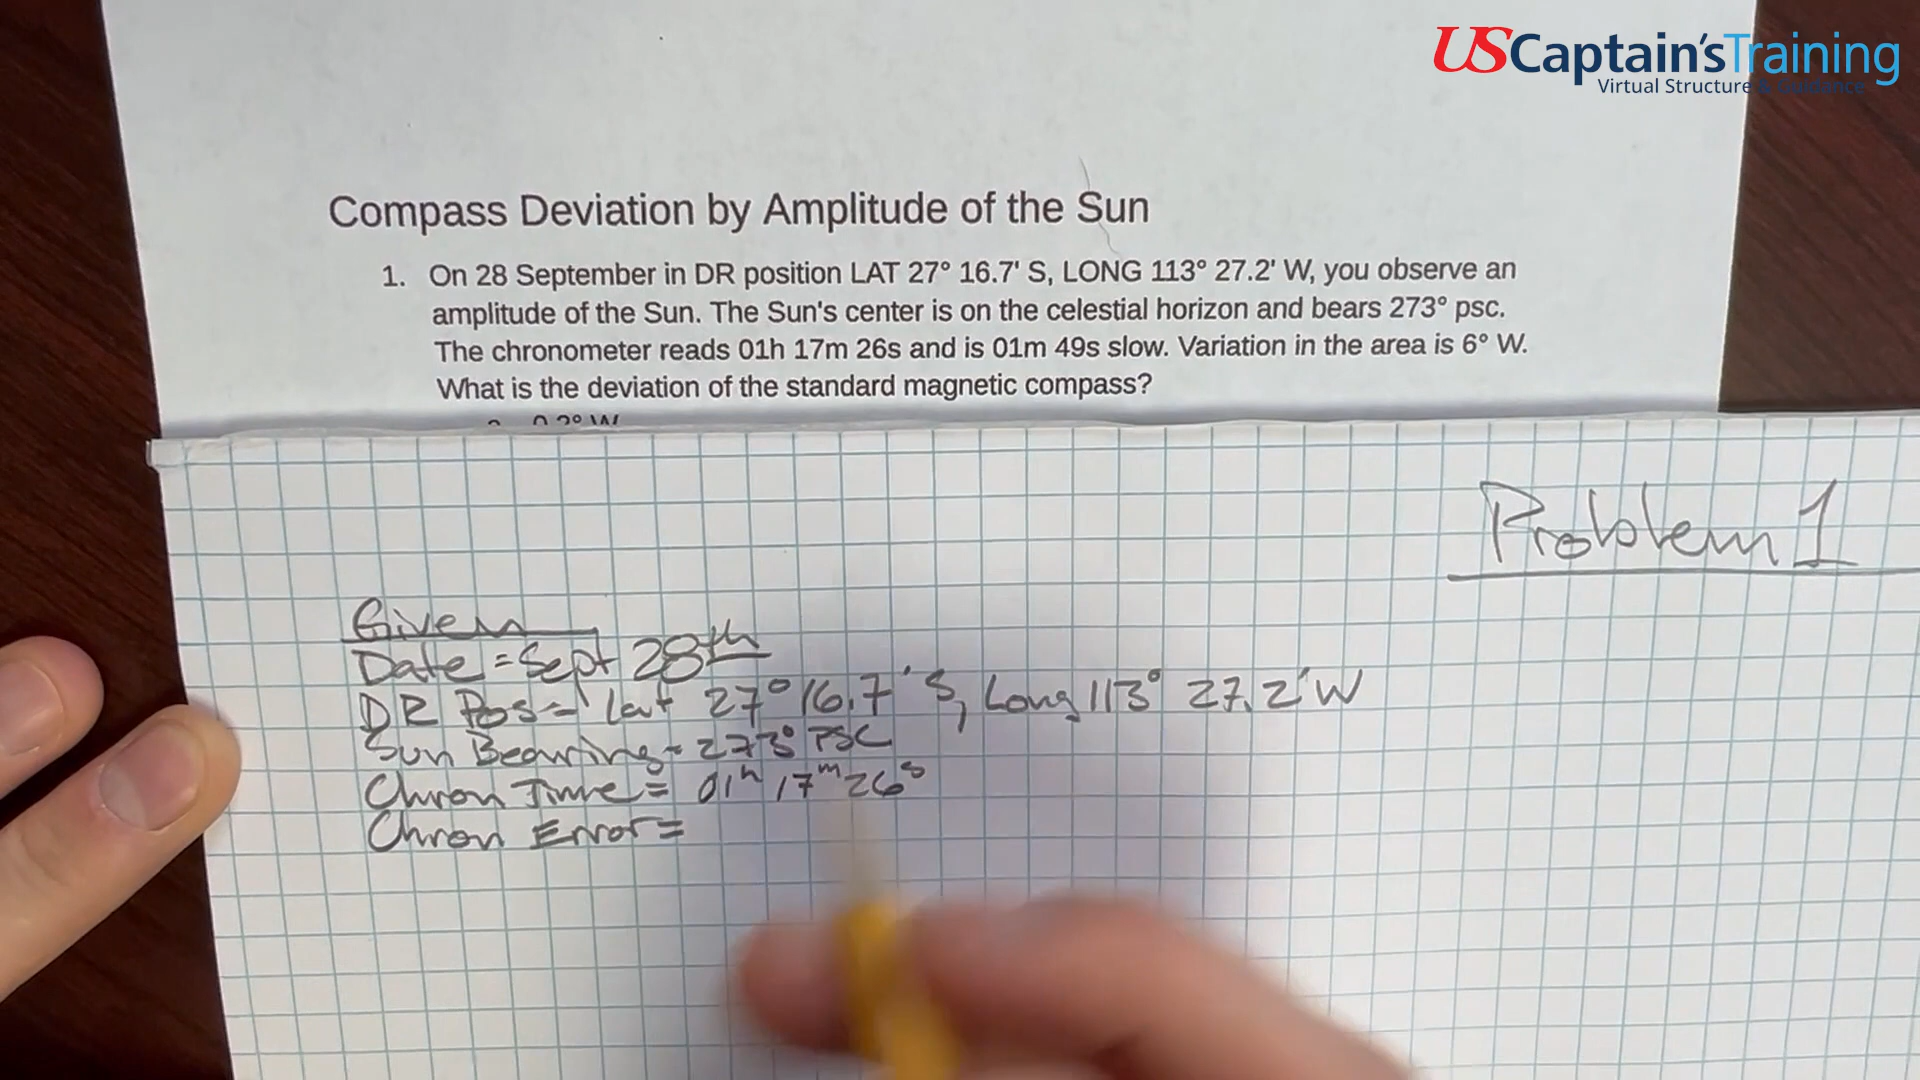 USCaptain'sTraining
Virtual Structure & Guidance
Compass Deviation by Amplitude of the Sun
1. On 28 September in DR position LAT 27° 16.7' S, LONG 113° 27.2' W, you observe an
amplitude of the Sun. The Sun's center is on the celestial horizon and bears 273° psc.
The chronometer reads 01h 17m 26s and is 01m 49s slow. Variation in the area is 6° W.
What is the deviation of the standard magnetic compass?
Problem 1
Given
Date = Sept 28th
DR Pos = Lat 27° 16.7' S, Long 113° 27.2' W
Sun Bearing = 273° PSC
Chron Time = 01h 17m 26s
Chron Error =